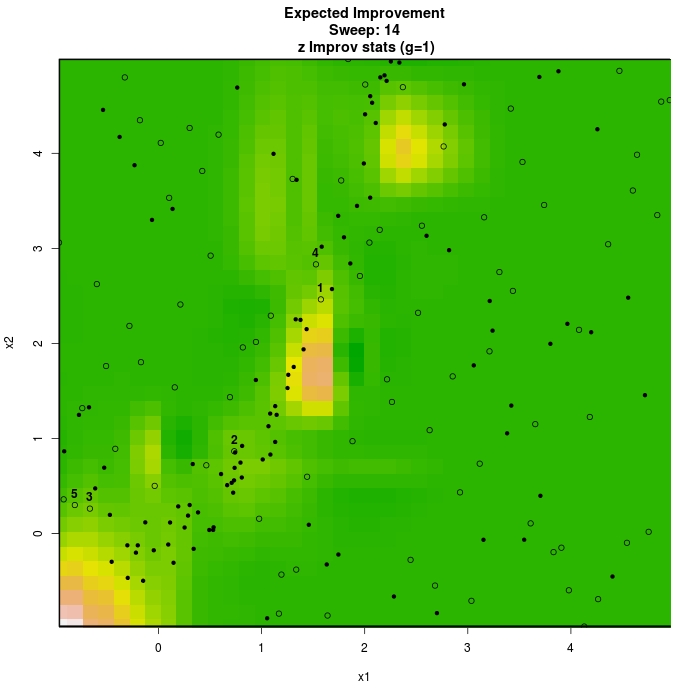 Expected Improvement
Sweep: 14
z Improv stats (g=1)
4
4
3
1
x2
2
2
1
5 3
0
0 1 2 3 4
x1